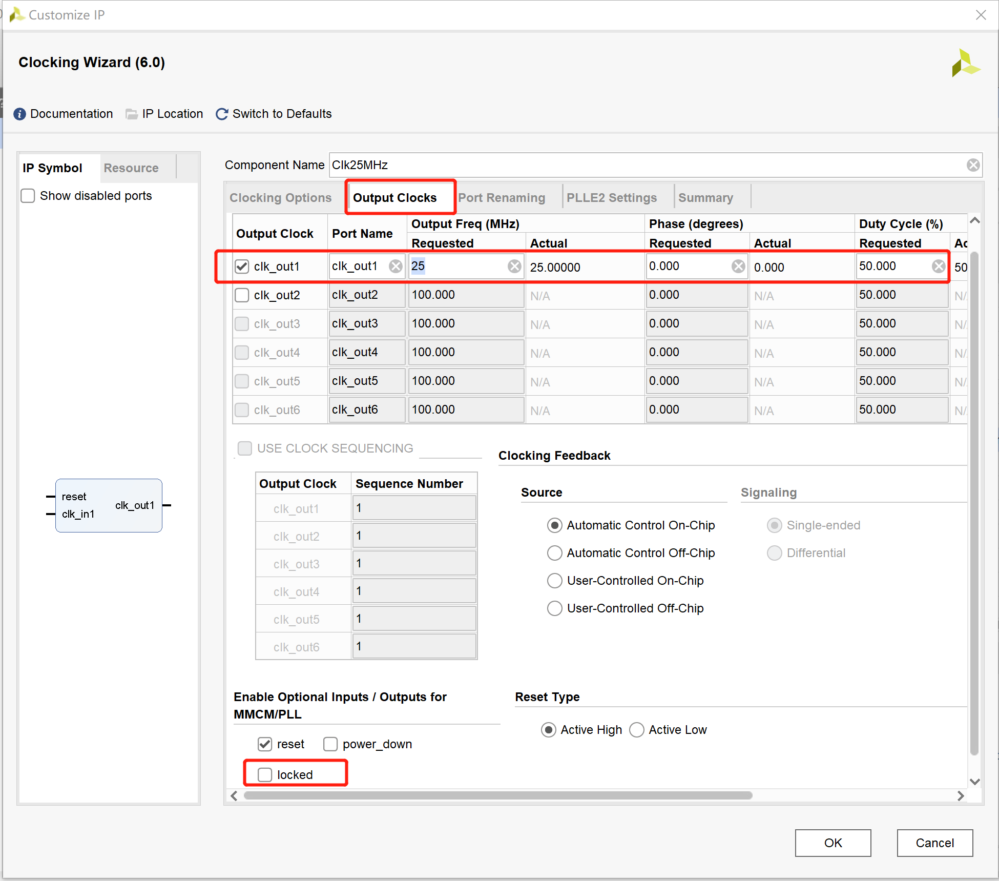 Customize IP
Clocking Wizard (6.0)
Documentation IP Location Switch to Defaults
IP Symbol Resource
Show disabled ports
reset
clk_in1
clk_out1
Component Name Clk25MHz
Clocking Options Output Clocks Port Renaming PLLE2 Settings Summary
Output Clock Port Name Output Freq (MHz) Phase (degrees) Duty Cycle (%)
Requested Actual Requested Actual Requested Ac
clk_out1 clk_out1 25 25.00000 0.000 0.000 50.000 50
clk_out2 clk_out2 100.000 N/A 0.000 N/A 50.000 N/
clk_out3 clk_out3 100.000 N/A 0.000 N/A 50.000 N/
clk_out4 clk_out4 100.000 N/A 0.000 N/A 50.000 N/
clk_out5 clk_out5 100.000 N/A 0.000 N/A 50.000 N/
clk_out6 clk_out6 100.000 N/A 0.000 N/A 50.000 N/
USE CLOCK SEQUENCING
Output Clock Sequence Number
clk_out1 1
clk_out2 1
clk_out3 1
clk_out4 1
clk_out5 1
clk_out6 1
Clocking Feedback
Source
Automatic Control On-Chip
Automatic Control Off-Chip
User-Controlled On-Chip
User-Controlled Off-Chip
Signaling
Single-ended
Differential
Enable Optional Inputs / Outputs for
MMCM/PLL
reset power_down
locked
Reset Type
Active High Active Low
OK Cancel